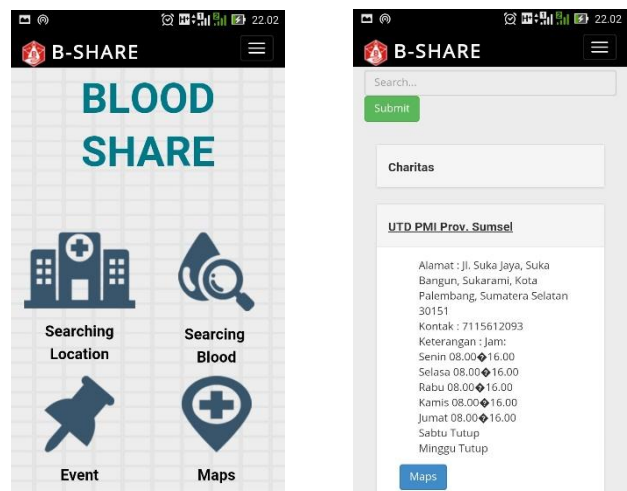 22.02
B-SHARE
BLOOD
SHARE
Searching
Location
Searcing
Blood
Event
Maps
22.02
B-SHARE
Search...
Submit
Charitas
UTD PMI Prov. Sumsel
Alamat : Jl. Suka Jaya, Suka
Bangun, Sukarami, Kota
Palembang, Sumatera Selatan
30151
Kontak : 7115612093
Keterangan : Jam:
Senin 08.00�16.00
Selasa 08.00�16.00
Rabu 08.00�16.00
Kamis 08.00�16.00
Jumat 08.00�16.00
Sabtu Tutup
Minggu Tutup
Maps